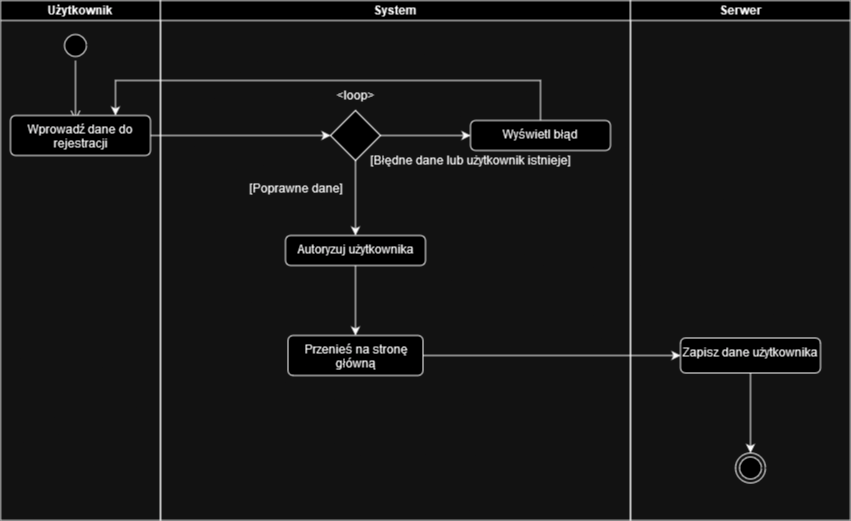 Użytkownik
System
Serwer
<loop>
Wprowadź dane do
rejestracji
Wyświetl błąd
[Błędne dane lub użytkownik istnieje]
[Poprawne dane]
Autoryzuj użytkownika
Przenieś na stronę
główną
Zapisz dane użytkownika